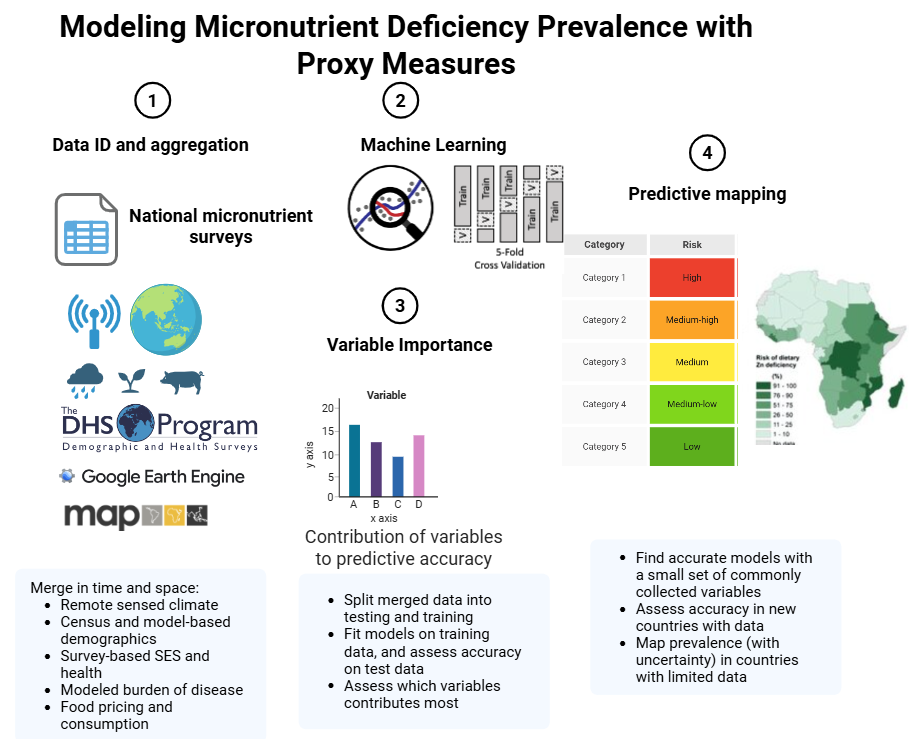 Modeling Micronutrient Deficiency Prevalence with
Proxy Measures
1
Data ID and aggregation
National micronutrient
surveys
The
DHS Program
Demographic and Health Surveys
Google Earth Engine
map
Merge in time and space:
• Remote sensed climate
• Census and model-based
demographics
• Survey-based SES and
health
• Modeled burden of disease
• Food pricing and
consumption
2
Machine Learning
Train
V
Train
V
Train
V
Train
V
Train
V
5-Fold
Cross Validation
3
Variable Importance
Variable
20
15
10
5
0
y axis
A B C D
x axis
Contribution of variables
to predictive accuracy
• Split merged data into
testing and training
• Fit models on training
data, and assess accuracy
on test data
• Assess which variables
contributes most
4
Predictive mapping
Category Risk
Category 1 High
Category 2 Medium-high
Category 3 Medium
Category 4 Medium-low
Category 5 Low
Risk of dietary
Zn deficiency
(%)
91 - 100
76 - 90
51 - 75
26 - 50
11 - 25
1 - 10
No data
• Find accurate models with
a small set of commonly
collected variables
• Assess accuracy in new
countries with data
• Map prevalence (with
uncertainty) in countries
with limited data